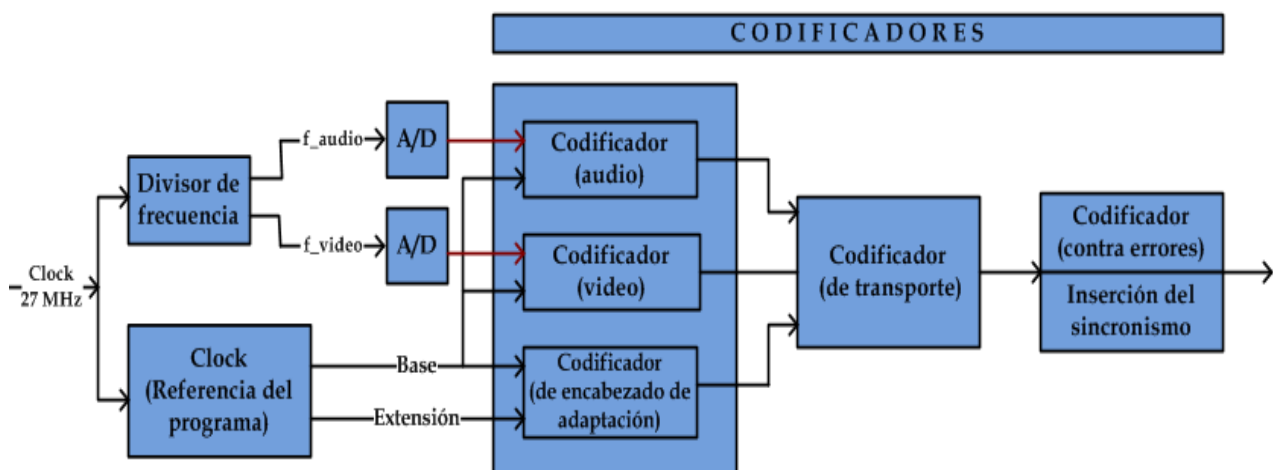 CODIFICADORES
f_audio
A/D
Codificador
(audio)
Divisor de
frecuencia
f_video
A/D
Codificador
(video)
Clock
27 MHz
Codificador
(de transporte)
Codificador
(contra errores)
Inserción del
sincronismo
Clock
(Referencia del
programa)
Base
Extensión
Codificador
(de encabezado de
adaptación)